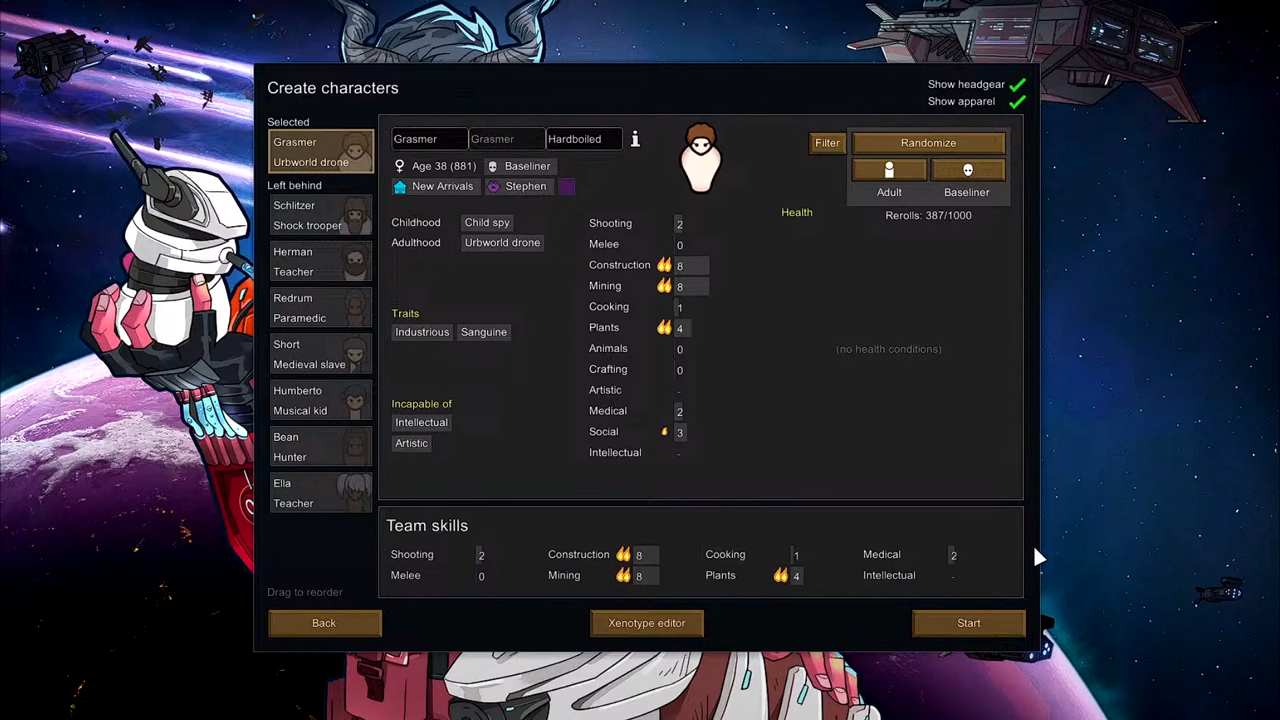 Create characters
Show headgear
Show apparel
Selected
Grasmer
Urbworld drone
Left behind
Schlitzer
Shock trooper
Herman
Teacher
Redrum
Paramedic
Short
Medieval slave
Humberto
Musical kid
Bean
Hunter
Ella
Teacher
Drag to reorder
Grasmer Grasmer Hardboiled
Age 38 (881) Baseliner
New Arrivals Stephen
Childhood Child spy
Adulthood Urbworld drone
Traits
Industrious Sanguine
Incapable of
Intellectual
Artistic
Shooting 2
Melee 0
Construction 8
Mining 8
Cooking 1
Plants 4
Animals 0
Crafting 0
Artistic -
Medical 2
Social 3
Intellectual -
Filter
Randomize
Adult Baseliner
Rerolls: 387/1000
Health
(no health conditions)
Team skills
Shooting 2 Construction 8 Cooking 1 Medical 2
Melee 0 Mining 8 Plants 4 Intellectual -
Back Xenotype editor Start